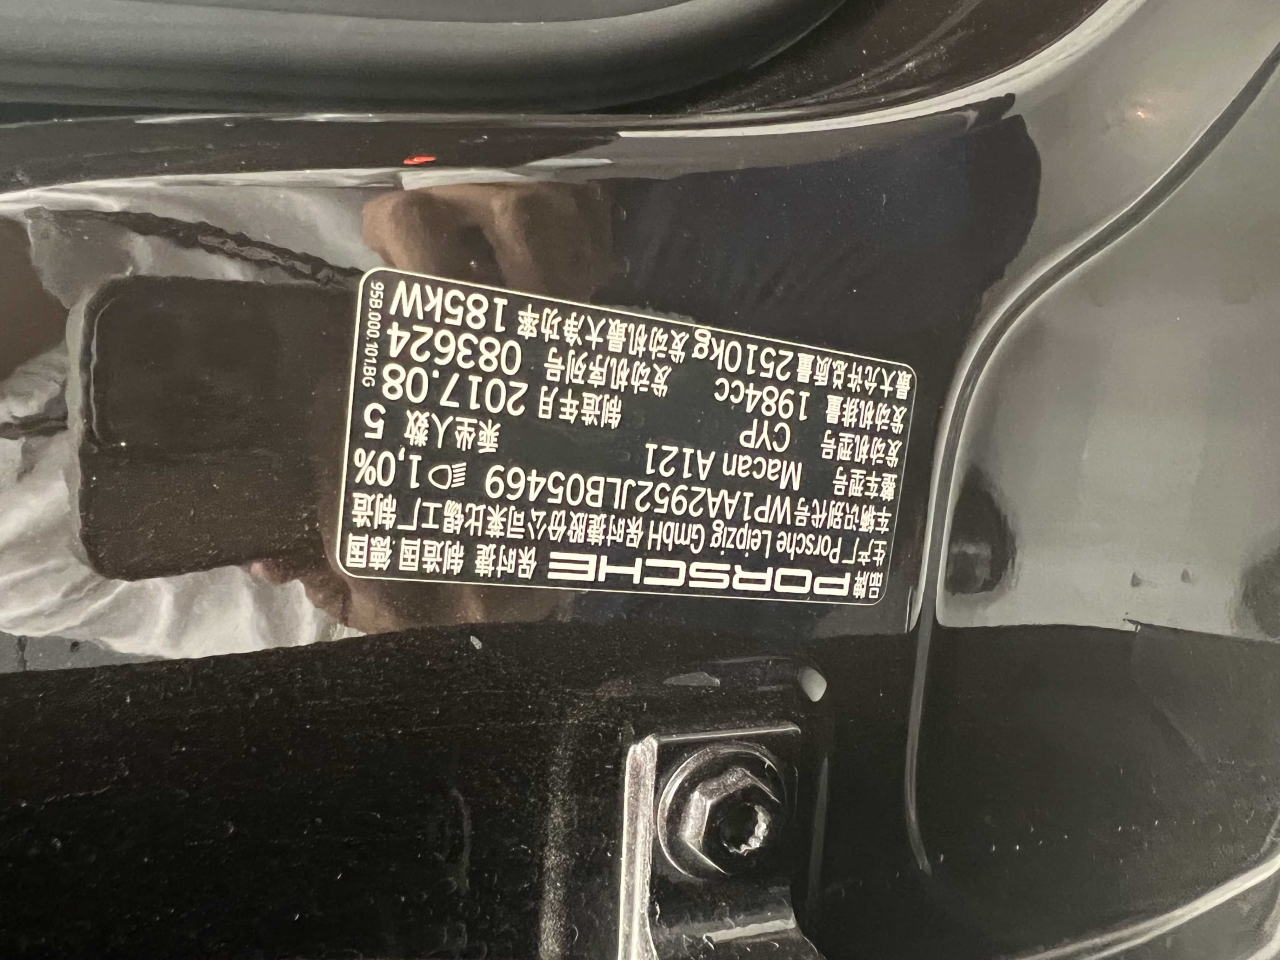 品牌 PORSCHE 保时捷 制造国 德国
生产厂 Porsche Leipzig GmbH 保时捷股份公司莱比锡工厂制造
车辆识别代号 WP1AA2952JLB05469 1,0%
整车型号 Macan A121 乘坐人数 5
发动机型号 CYP 制造年月 2017.08
发动机排量 1984cc 发动机序列号 083624
最大允许总质量 2510kg 发动机最大净功率 185kW
95B.000.101.BG